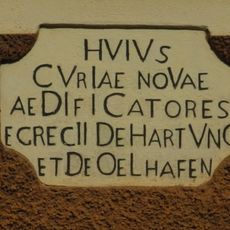 HVIVS
CVRIAE NOVAE
AEDIFICATORES
EGRECII DE HARTVNG
ET DE OELHAFEN